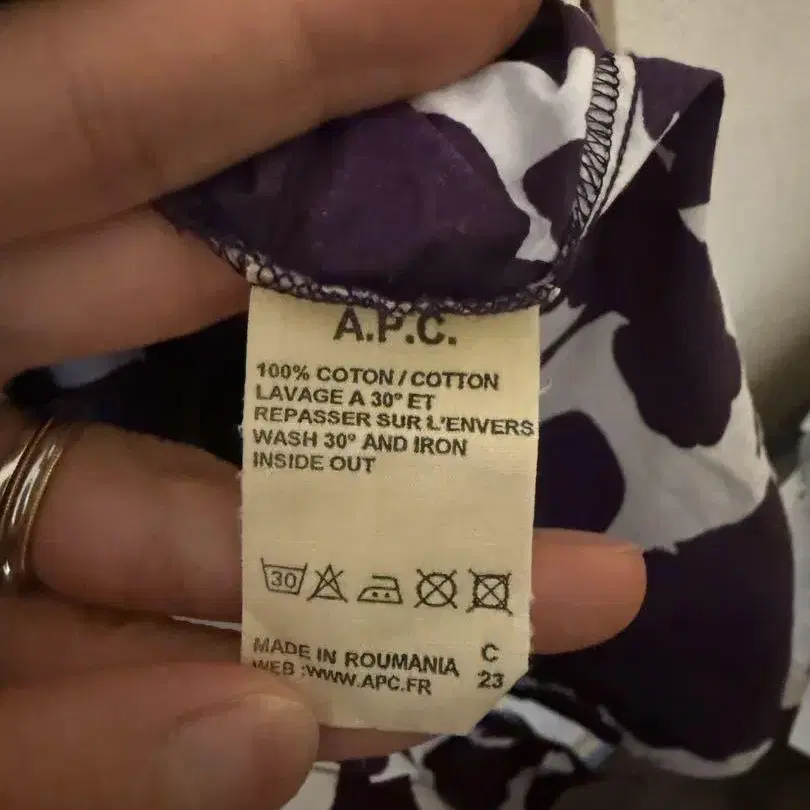 A.P.C.
100% COTON / COTTON
LAVAGE A 30° ET
REPASSER SUR L'ENVERS
WASH 30° AND IRON
INSIDE OUT
30
MADE IN ROUMANIA C
WEB :WWW.APC.FR 23